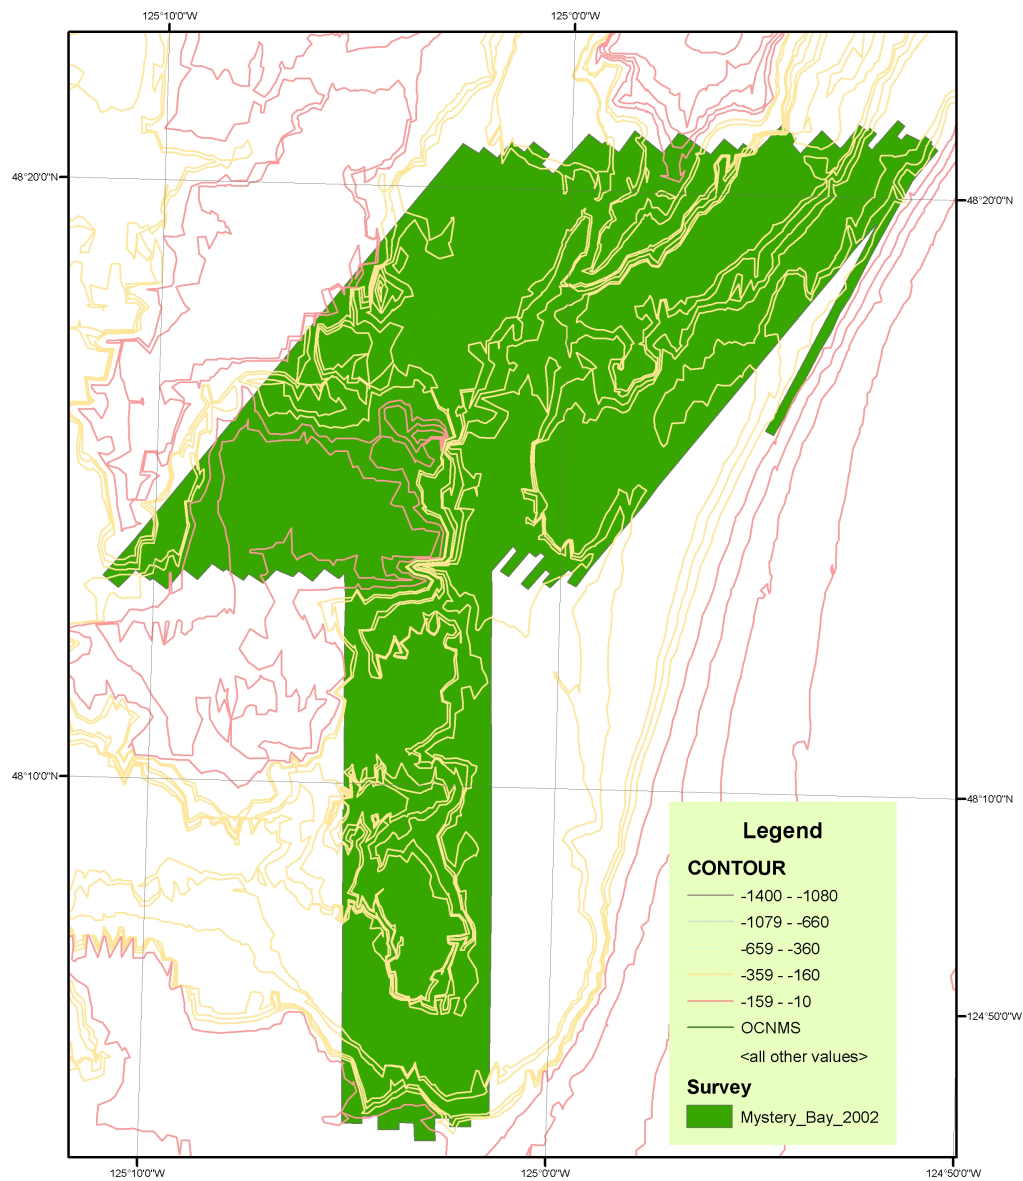 125°10'0"W
125°0'0"W
48°20'0"N
48°20'0"N
48°10'0"N
48°10'0"N
Legend
CONTOUR
-1400 - -1080
-1079 - -660
-659 - -360
-359 - -160
-159 - -10
OCNMS
<all other values>
Survey
Mystery_Bay_2002
124°50'0"W
125°10'0"W
125°0'0"W
124°50'0"W